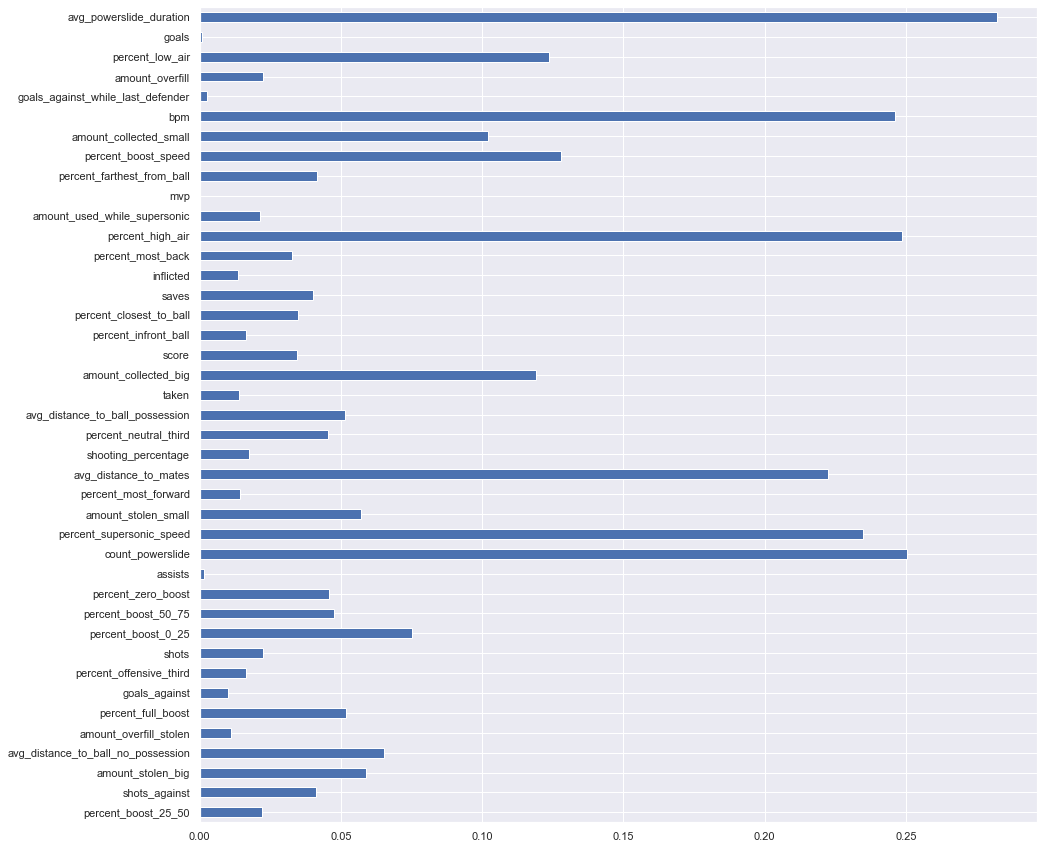 avg_powerslide_duration
goals
percent_low_air
amount_overfill
goals_against_while_last_defender
bpm
amount_collected_small
percent_boost_speed
percent_farthest_from_ball
mvp
amount_used_while_supersonic
percent_high_air
percent_most_back
inflicted
saves
percent_closest_to_ball
percent_infront_ball
score
amount_collected_big
taken
avg_distance_to_ball_possession
percent_neutral_third
shooting_percentage
avg_distance_to_mates
percent_most_forward
amount_stolen_small
percent_supersonic_speed
count_powerslide
assists
percent_zero_boost
percent_boost_50_75
percent_boost_0_25
shots
percent_offensive_third
goals_against
percent_full_boost
amount_overfill_stolen
avg_distance_to_ball_no_possession
amount_stolen_big
shots_against
percent_boost_25_50
0.00 0.05 0.10 0.15 0.20 0.25